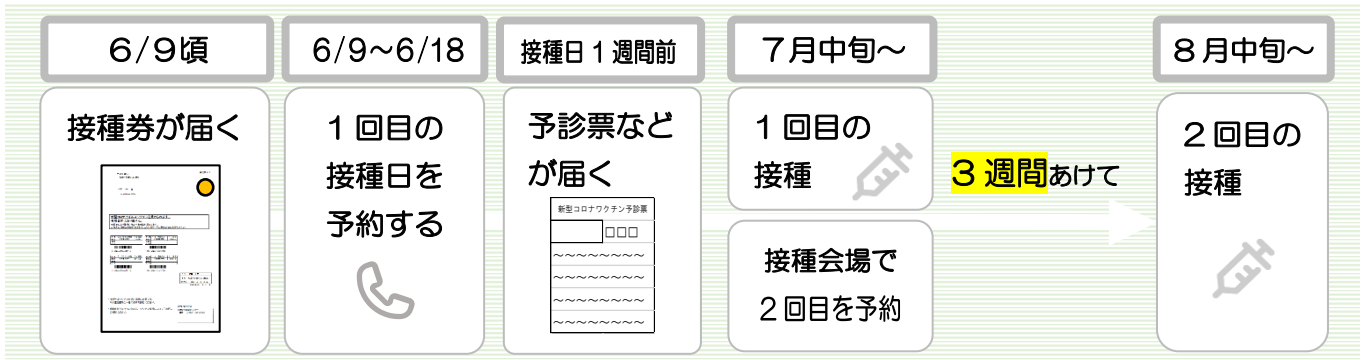 6/9頃
接種券が届く
6/9～6/18
1回目の
接種日を
予約する
接種日1週間前
予診票など
が届く
新型コロナワクチン予診票
7月中旬～
1回目の
接種
接種会場で
2回目を予約
3週間あけて
8月中旬～
2回目の
接種